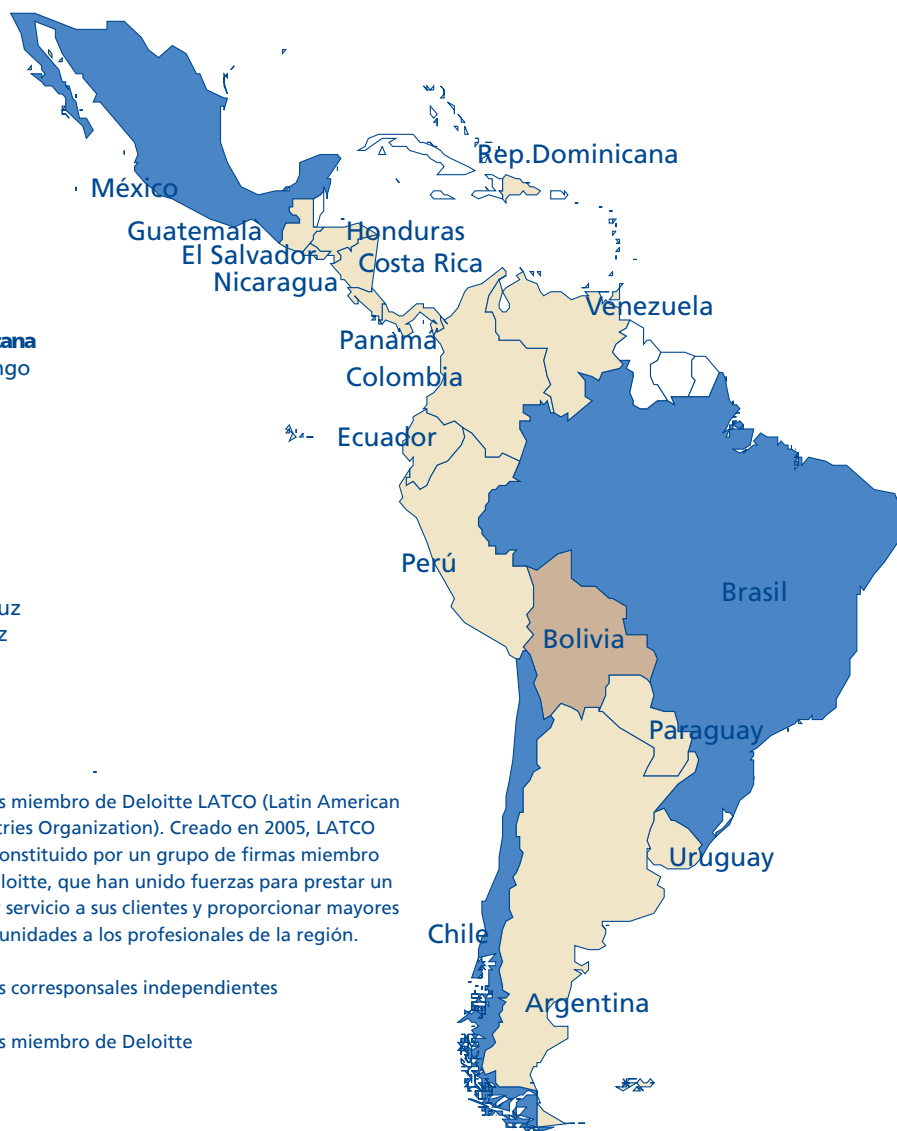 Rep.Dominicana
México
Guatemala
Honduras
El Salvador
Costa Rica
Nicaragua
Venezuela
Panamá
cana
ngo
Colombia
Ecuador
Perú
Brasil
uz
z
Bolivia
Paraguay
s miembro de Deloitte LATCO (Latin American
tries Organization). Creado en 2005, LATCO
onstituido por un grupo de firmas miembro
loitte, que han unido fuerzas para prestar un
r servicio a sus clientes y proporcionar mayores
unidades a los profesionales de la región.
Uruguay
Chile
s corresponsales independientes
Argentina
s miembro de Deloitte